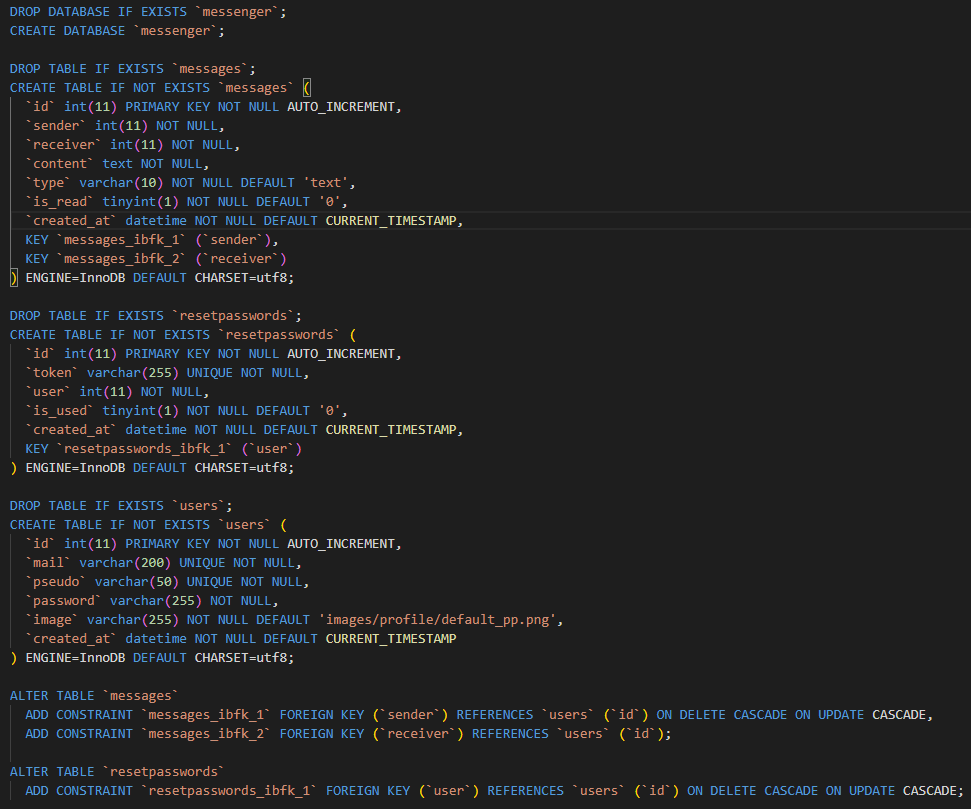 DROP DATABASE IF EXISTS `messenger`;
CREATE DATABASE `messenger`;
DROP TABLE IF EXISTS `messages`;
CREATE TABLE IF NOT EXISTS `messages` (
`id` int(11) PRIMARY KEY NOT NULL AUTO_INCREMENT,
`sender` int(11) NOT NULL,
`receiver` int(11) NOT NULL,
`content` text NOT NULL,
`type` varchar(10) NOT NULL DEFAULT 'text',
`is_read` tinyint(1) NOT NULL DEFAULT '0',
`created_at` datetime NOT NULL DEFAULT CURRENT_TIMESTAMP,
KEY `messages_ibfk_1` (`sender`),
KEY `messages_ibfk_2` (`receiver`)
) ENGINE=InnoDB DEFAULT CHARSET=utf8;
DROP TABLE IF EXISTS `resetpasswords`;
CREATE TABLE IF NOT EXISTS `resetpasswords` (
`id` int(11) PRIMARY KEY NOT NULL AUTO_INCREMENT,
`token` varchar(255) UNIQUE NOT NULL,
`user` int(11) NOT NULL,
`is_used` tinyint(1) NOT NULL DEFAULT '0',
`created_at` datetime NOT NULL DEFAULT CURRENT_TIMESTAMP,
KEY `resetpasswords_ibfk_1` (`user`)
) ENGINE=InnoDB DEFAULT CHARSET=utf8;
DROP TABLE IF EXISTS `users`;
CREATE TABLE IF NOT EXISTS `users` (
`id` int(11) PRIMARY KEY NOT NULL AUTO_INCREMENT,
`mail` varchar(200) UNIQUE NOT NULL,
`pseudo` varchar(50) UNIQUE NOT NULL,
`password` varchar(255) NOT NULL,
`image` varchar(255) NOT NULL DEFAULT 'images/profile/default_pp.png',
`created_at` datetime NOT NULL DEFAULT CURRENT_TIMESTAMP
) ENGINE=InnoDB DEFAULT CHARSET=utf8;
ALTER TABLE `messages`
ADD CONSTRAINT `messages_ibfk_1` FOREIGN KEY (`sender`) REFERENCES `users` (`id`) ON DELETE CASCADE ON UPDATE CASCADE,
ADD CONSTRAINT `messages_ibfk_2` FOREIGN KEY (`receiver`) REFERENCES `users` (`id`);
ALTER TABLE `resetpasswords`
ADD CONSTRAINT `resetpasswords_ibfk_1` FOREIGN KEY (`user`) REFERENCES `users` (`id`) ON DELETE CASCADE ON UPDATE CASCADE;